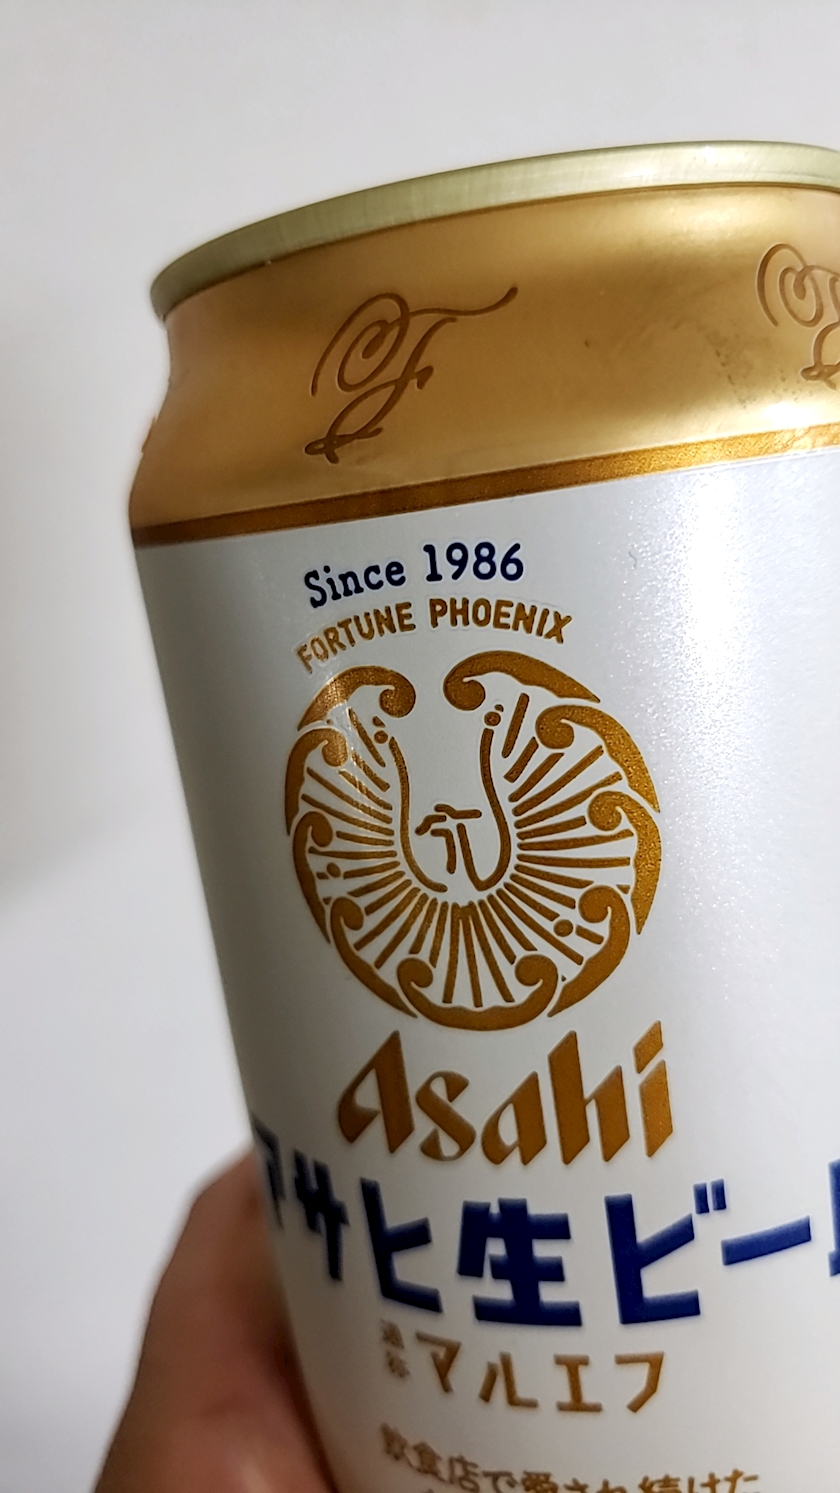 F
Since 1986
FORTUNE PHOENIX
Asahi
アサヒ生ビー
通称 マルエフ
飲食店で愛され続けた